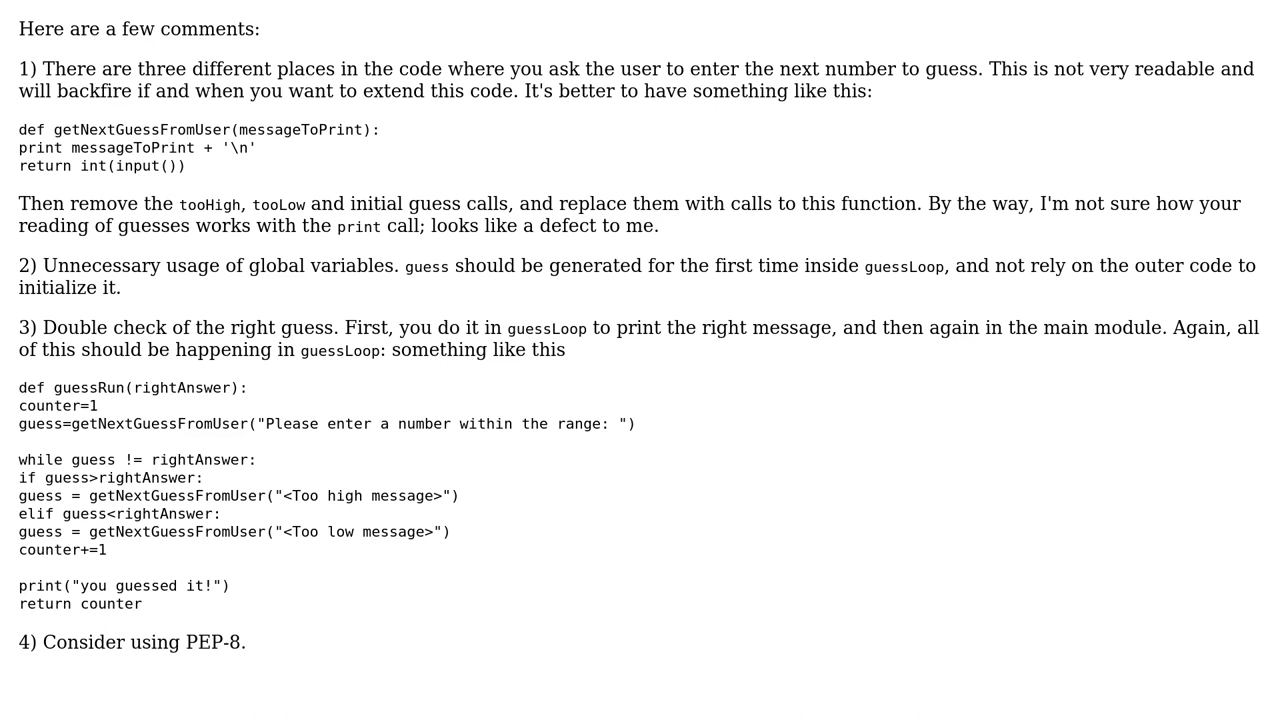 Here are a few comments:
1) There are three different places in the code where you ask the user to enter the next number to guess. This is not very readable and
will backfire if and when you want to extend this code. It's better to have something like this:
def getNextGuessFromUser(messageToPrint):
print messageToPrint + '\n'
return int(input())
Then remove the tooHigh, tooLow and initial guess calls, and replace them with calls to this function. By the way, I'm not sure how your
reading of guesses works with the print call; looks like a defect to me.
2) Unnecessary usage of global variables. guess should be generated for the first time inside guessLoop, and not rely on the outer code to
initialize it.
3) Double check of the right guess. First, you do it in guessLoop to print the right message, and then again in the main module. Again, all
of this should be happening in guessLoop: something like this
def guessRun(rightAnswer):
counter=1
guess=getNextGuessFromUser("Please enter a number within the range: ")
while guess != rightAnswer:
if guess>rightAnswer:
guess = getNextGuessFromUser("<Too high message>")
elif guess<rightAnswer:
guess = getNextGuessFromUser("<Too low message>")
counter+=1
print("you guessed it!")
return counter
4) Consider using PEP-8.